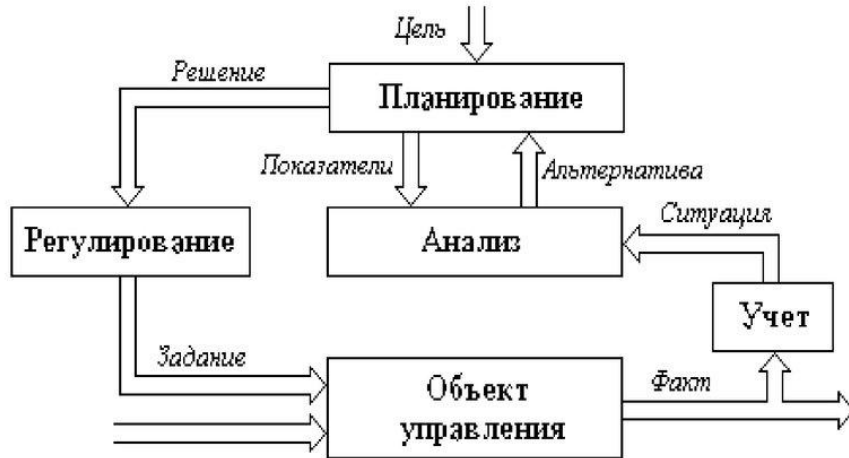 Цель
Решение
Планирование
Показатели
Альтернатива
Ситуация
Регулирование
Анализ
Учет
Задание
Факт
Объект
управления